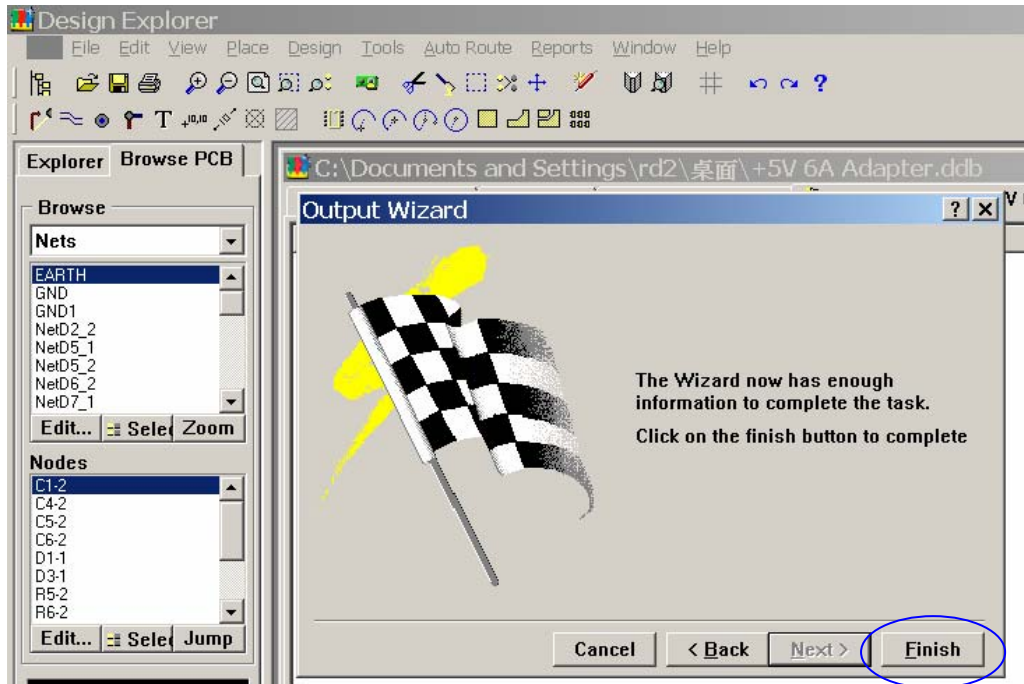 Design Explorer
File Edit View Place Design Tools Auto Route Reports Window Help
T +10,10
Explorer Browse PCB
C:\Documents and Settings\rd2\桌面\+5V 6A Adapter.ddb
Browse
Nets
EARTH
GND
GND1
NetD2_2
NetD5_1
NetD5_2
NetD6_2
NetD7_1
Edit... Selec Zoom
Nodes
C1-2
C4-2
C5-2
C6-2
D1-1
D3-1
R5-2
R6-2
Edit... Selec Jump
Output Wizard
The Wizard now has enough
information to complete the task.
Click on the finish button to complete
Cancel < Back Next > Finish